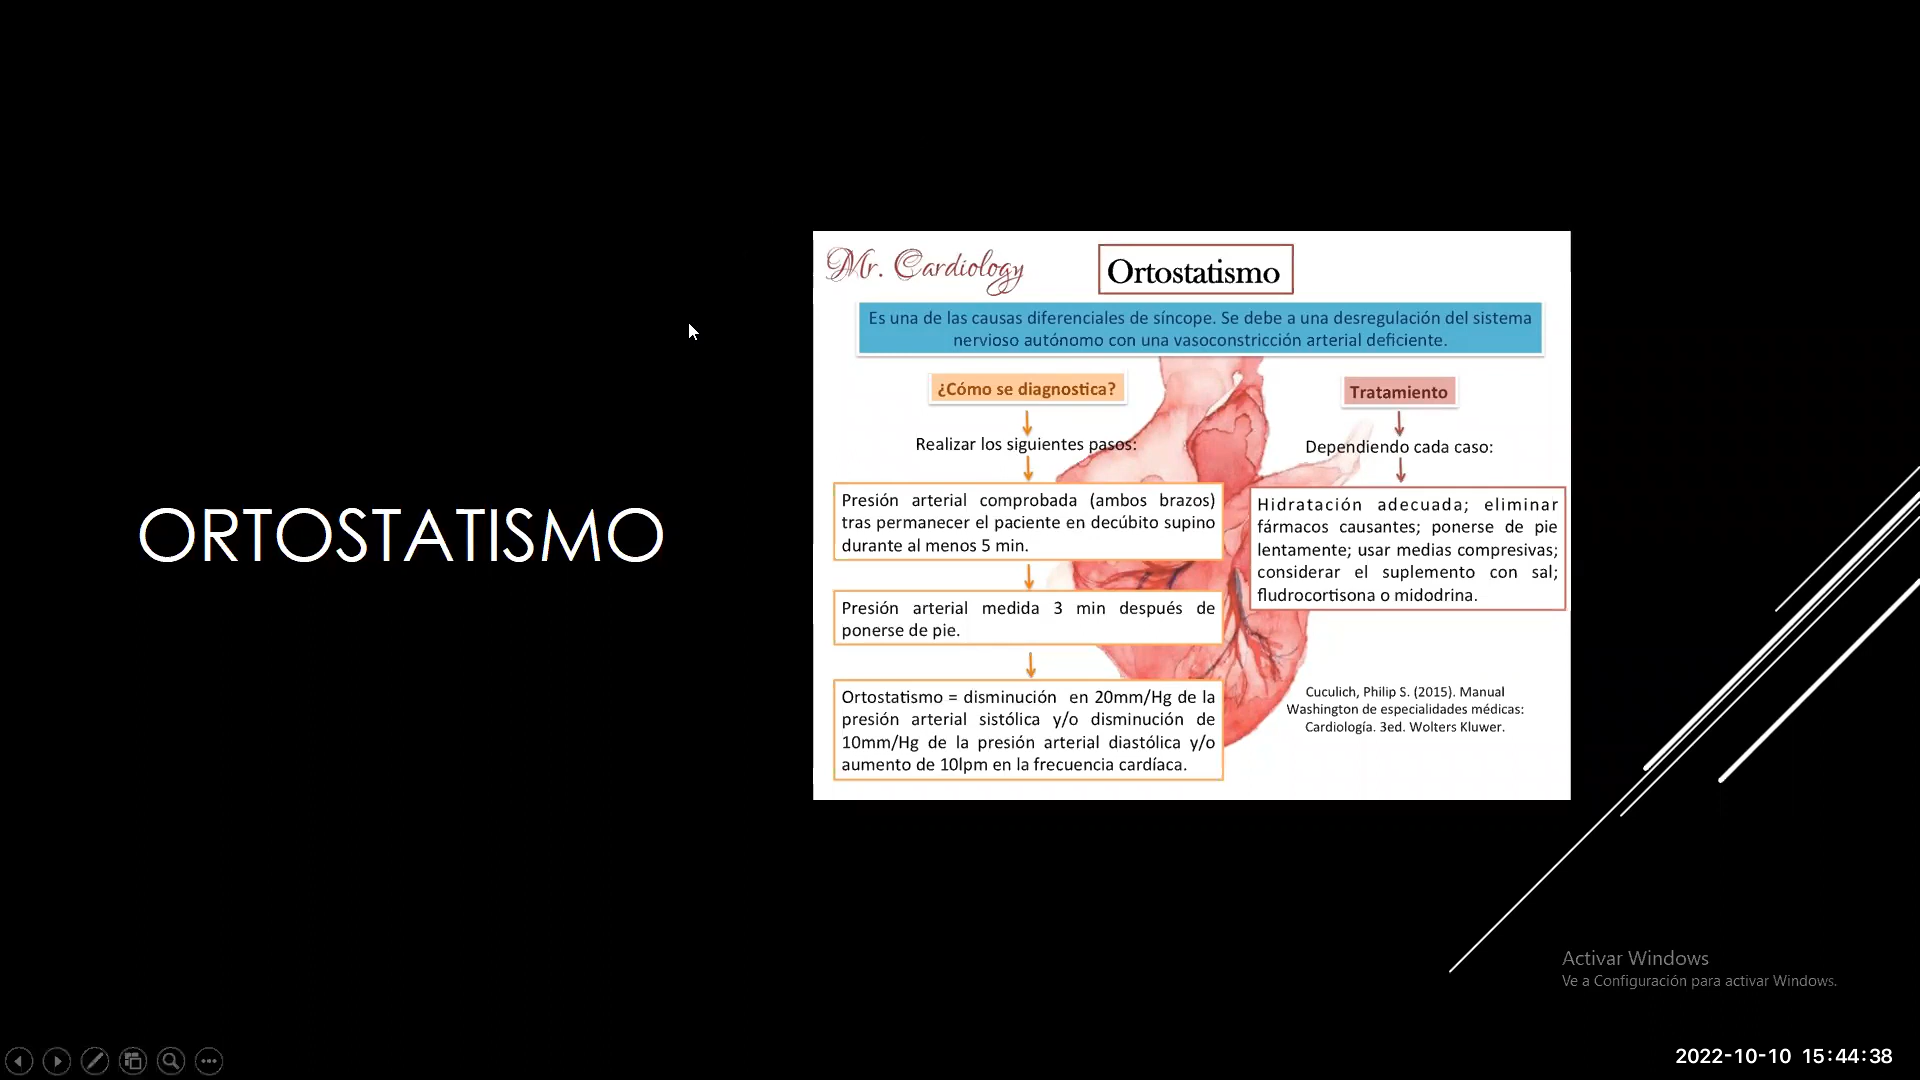 ORTOSTATISMO
Mr. Cardiology
Ortostatismo
Es una de las causas diferenciales de síncope. Se debe a una desregulación del sistema
nervioso autónomo con una vasoconstricción arterial deficiente.
¿Cómo se diagnostica?
Realizar los siguientes pasos:
Presión arterial comprobada (ambos brazos)
tras permanecer el paciente en decúbito supino
durante al menos 5 min.
Presión arterial medida 3 min después de
ponerse de pie.
Ortostatismo = disminución en 20mm/Hg de la
presión arterial sistólica y/o disminución de
10mm/Hg de la presión arterial diastólica y/o
aumento de 10lpm en la frecuencia cardíaca.
Tratamiento
Dependiendo cada caso:
Hidratación adecuada; eliminar
fármacos causantes; ponerse de pie
lentamente; usar medias compresivas;
considerar el suplemento con sal;
fludrocortisona o midodrina.
Cuculich, Philip S. (2015). Manual
Washington de especialidades médicas:
Cardiología. 3ed. Wolters Kluwer.
Activar Windows
Ve a Configuración para activar Windows.
2022-10-10 15:44:38